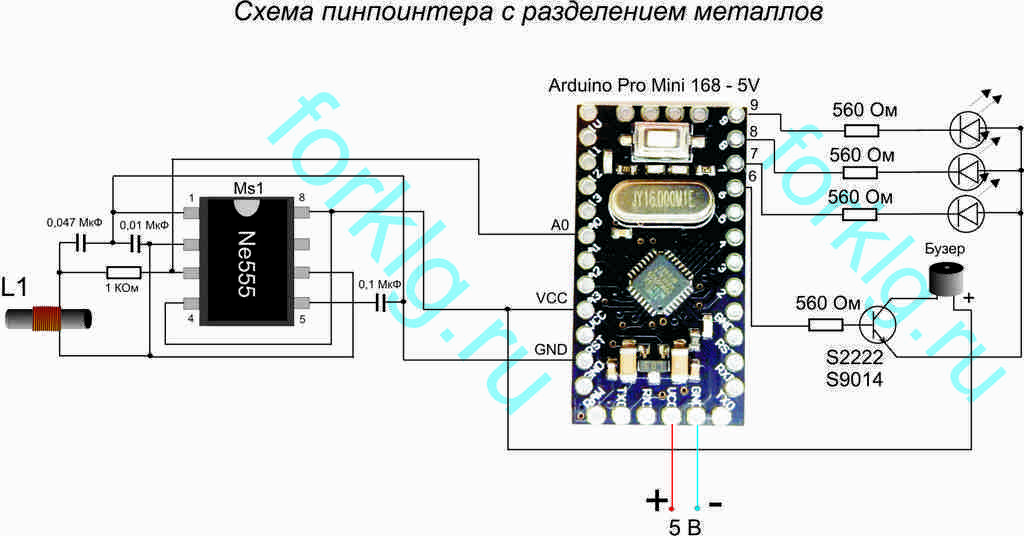 Схема пинпоинтера с разделением металлов
Arduino Pro Mini 168 - 5V
9
8
7
6
560 Ом
560 Ом
560 Ом
Ms1
1
8
4
5
Ne555
0,047 МкФ
0,01 МкФ
1 КОм
0,1 МкФ
L1
A0
VCC
GND
JY16.000M1E
Бузер
+
560 Ом
S2222
S9014
+
-
5 В
forklg.ru
forklg.ru